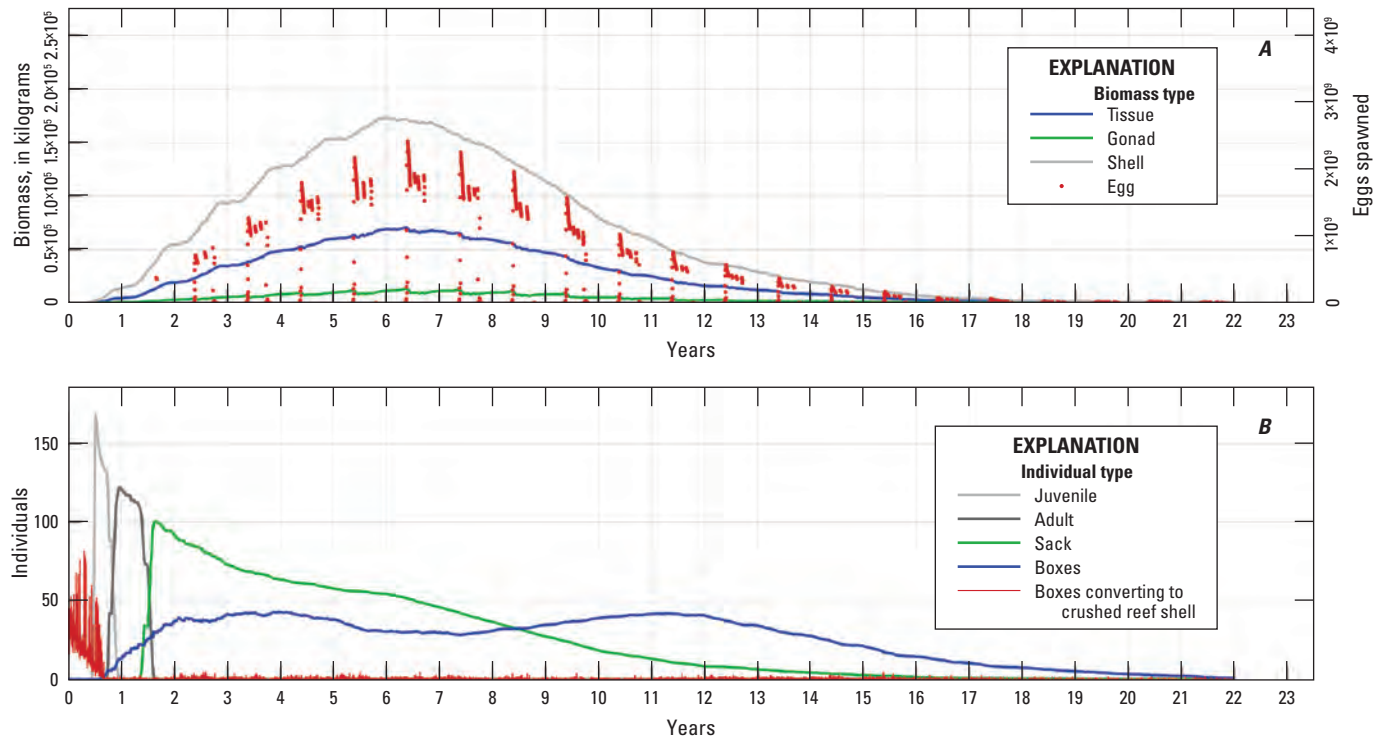 A
Biomass, in kilograms
2.5×10⁵
2.0×10⁵
1.5×10⁵
1.0×10⁵
0.5×10⁵
0
EXPLANATION
Biomass type
Tissue
Gonad
Shell
Egg
4×10⁹
3×10⁹
2×10⁹
1×10⁹
0
Eggs spawned
0 1 2 3 4 5 6 7 8 9 10 11 12 13 14 15 16 17 18 19 20 21 22 23
Years
B
Individuals
150
100
50
0
EXPLANATION
Individual type
Juvenile
Adult
Sack
Boxes
Boxes converting to
crushed reef shell
0 1 2 3 4 5 6 7 8 9 10 11 12 13 14 15 16 17 18 19 20 21 22 23
Years